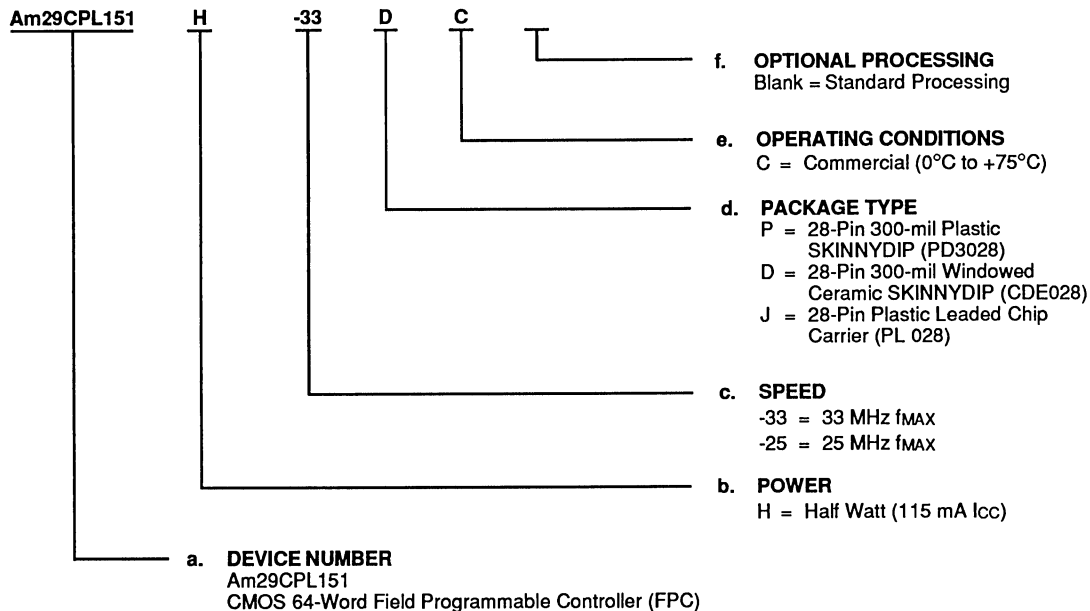 Am29CPL151 H -33 D C
f. OPTIONAL PROCESSING
Blank = Standard Processing
e. OPERATING CONDITIONS
C = Commercial (0°C to +75°C)
d. PACKAGE TYPE
P = 28-Pin 300-mil Plastic
SKINNYDIP (PD3028)
D = 28-Pin 300-mil Windowed
Ceramic SKINNYDIP (CDE028)
J = 28-Pin Plastic Leaded Chip
Carrier (PL 028)
c. SPEED
-33 = 33 MHz fMAX
-25 = 25 MHz fMAX
b. POWER
H = Half Watt (115 mA ICC)
a. DEVICE NUMBER
Am29CPL151
CMOS 64-Word Field Programmable Controller (FPC)